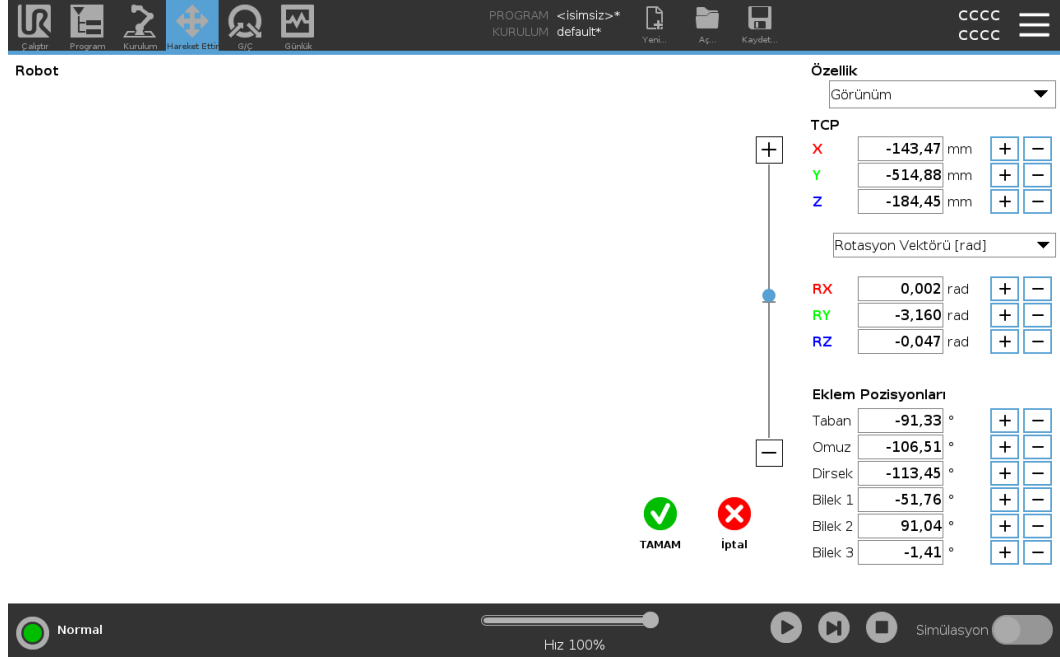 PROGRAM <isimsiz>*
KURULUM default*
CCCC
CCCC
Çalıştır Program Kurulum Hareket Ettir G/Ç Günlük Yeni... Aç... Kaydet...
Robot
Özellik
Görünüm
TCP
X -143,47 mm + −
Y -514,88 mm + −
Z -184,45 mm + −
Rotasyon Vektörü [rad]
RX 0,002 rad + −
RY -3,160 rad + −
RZ -0,047 rad + −
Eklem Pozisyonları
Taban -91,33 ° + −
Omuz -106,51 ° + −
Dirsek -113,45 ° + −
Bilek 1 -51,76 ° + −
Bilek 2 91,04 ° + −
Bilek 3 -1,41 ° + −
+
−
TAMAM İptal
Normal
Hız 100%
Simülasyon